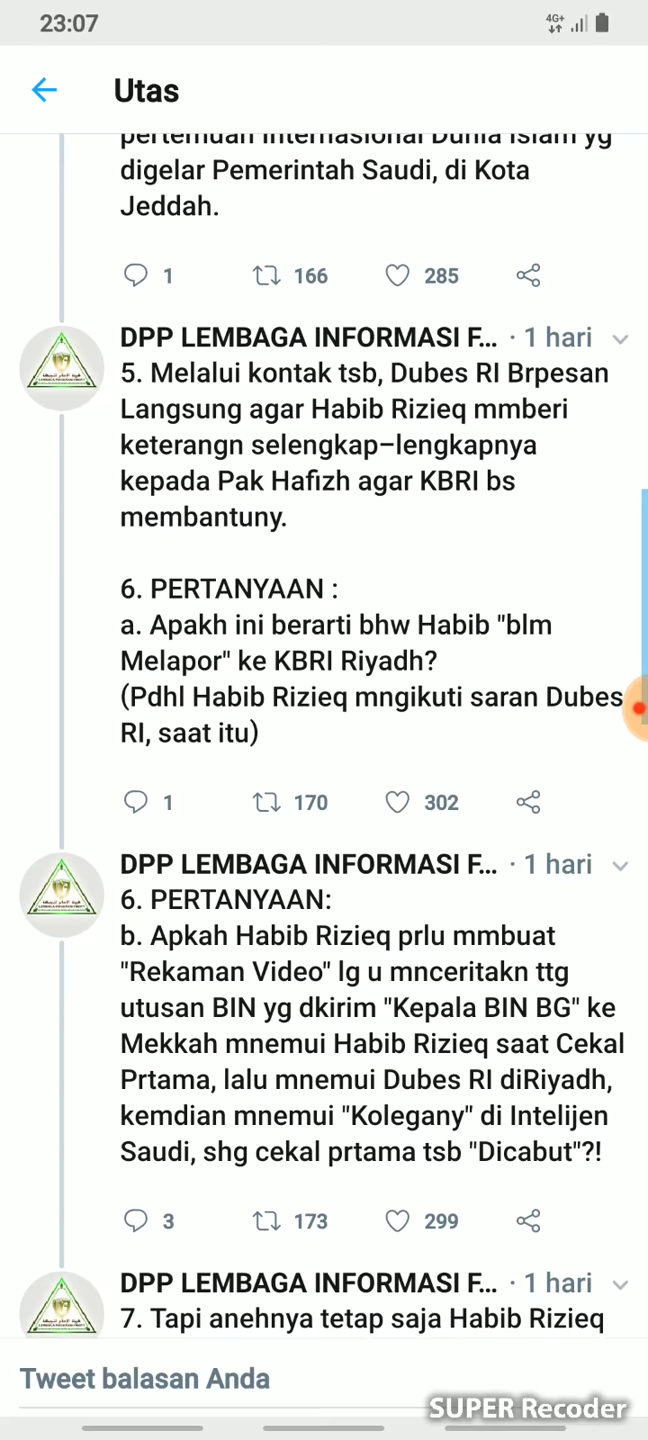 23:07
4G+
Utas
pertemuan Internasional Dunia Islam yg
digelar Pemerintah Saudi, di Kota
Jeddah.
1 166 285
DPP LEMBAGA INFORMASI F... · 1 hari
5. Melalui kontak tsb, Dubes RI Brpesan
Langsung agar Habib Rizieq mmberi
keterangn selengkap-lengkapnya
kepada Pak Hafizh agar KBRI bs
membantuny.
6. PERTANYAAN :
a. Apakh ini berarti bhw Habib "blm
Melapor" ke KBRI Riyadh?
(Pdhl Habib Rizieq mngikuti saran Dubes
RI, saat itu)
1 170 302
DPP LEMBAGA INFORMASI F... · 1 hari
6. PERTANYAAN:
b. Apkah Habib Rizieq prlu mmbuat
"Rekaman Video" lg u mnceritakn ttg
utusan BIN yg dkirim "Kepala BIN BG" ke
Mekkah mnemui Habib Rizieq saat Cekal
Prtama, lalu mnemui Dubes RI diRiyadh,
kemdian mnemui "Kolegany" di Intelijen
Saudi, shg cekal prtama tsb "Dicabut"?!
3 173 299
DPP LEMBAGA INFORMASI F... · 1 hari
7. Tapi anehnya tetap saja Habib Rizieq
Tweet balasan Anda
SUPER Recoder